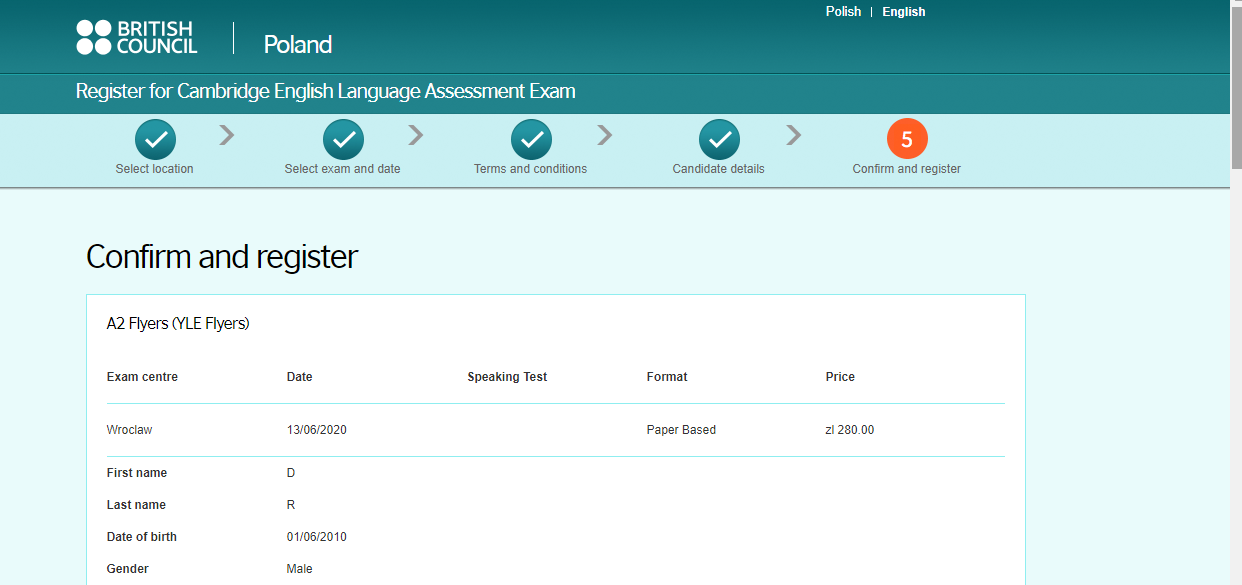 Polish | English
BRITISH
COUNCIL
Poland
Register for Cambridge English Language Assessment Exam
5
Select location
Select exam and date
Terms and conditions
Candidate details
Confirm and register
Confirm and register
A2 Flyers (YLE Flyers)
Exam centre Date Speaking Test Format Price
Wroclaw 13/06/2020 Paper Based zl 280.00
First name D
Last name R
Date of birth 01/06/2010
Gender Male